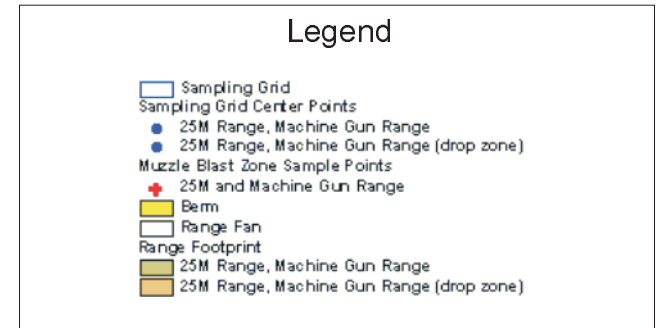 Legend
Sampling Grid
Sampling Grid Center Points
25M Range, Machine Gun Range
25M Range, Machine Gun Range (drop zone)
Muzzle Blast Zone Sample Points
25M and Machine Gun Range
Berm
Range Fan
Range Footprint
25M Range, Machine Gun Range
25M Range, Machine Gun Range (drop zone)